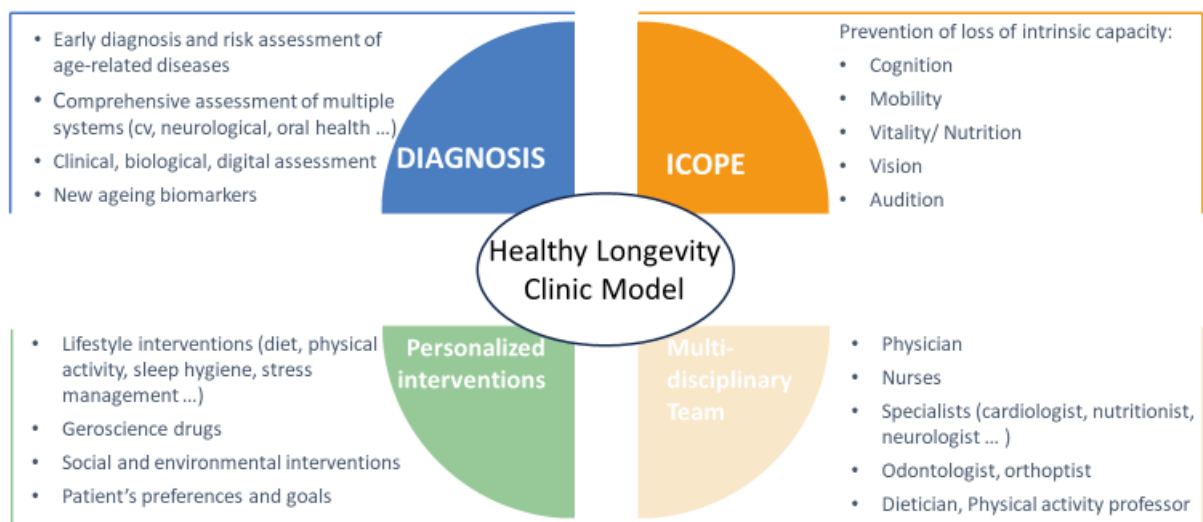 • Early diagnosis and risk assessment of
age-related diseases
• Comprehensive assessment of multiple
systems (cv, neurological, oral health ...)
• Clinical, biological, digital assessment
• New ageing biomarkers
DIAGNOSIS
ICOPE
Prevention of loss of intrinsic capacity:
• Cognition
• Mobility
• Vitality/ Nutrition
• Vision
• Audition
Healthy Longevity
Clinic Model
• Lifestyle interventions (diet, physical
activity, sleep hygiene, stress
management ...)
• Geroscience drugs
• Social and environmental interventions
• Patient's preferences and goals
Personalized
interventions
Multi-
disciplinary
Team
• Physician
• Nurses
• Specialists (cardiologist, nutritionist,
neurologist ... )
• Odontologist, orthoptist
• Dietician, Physical activity professor